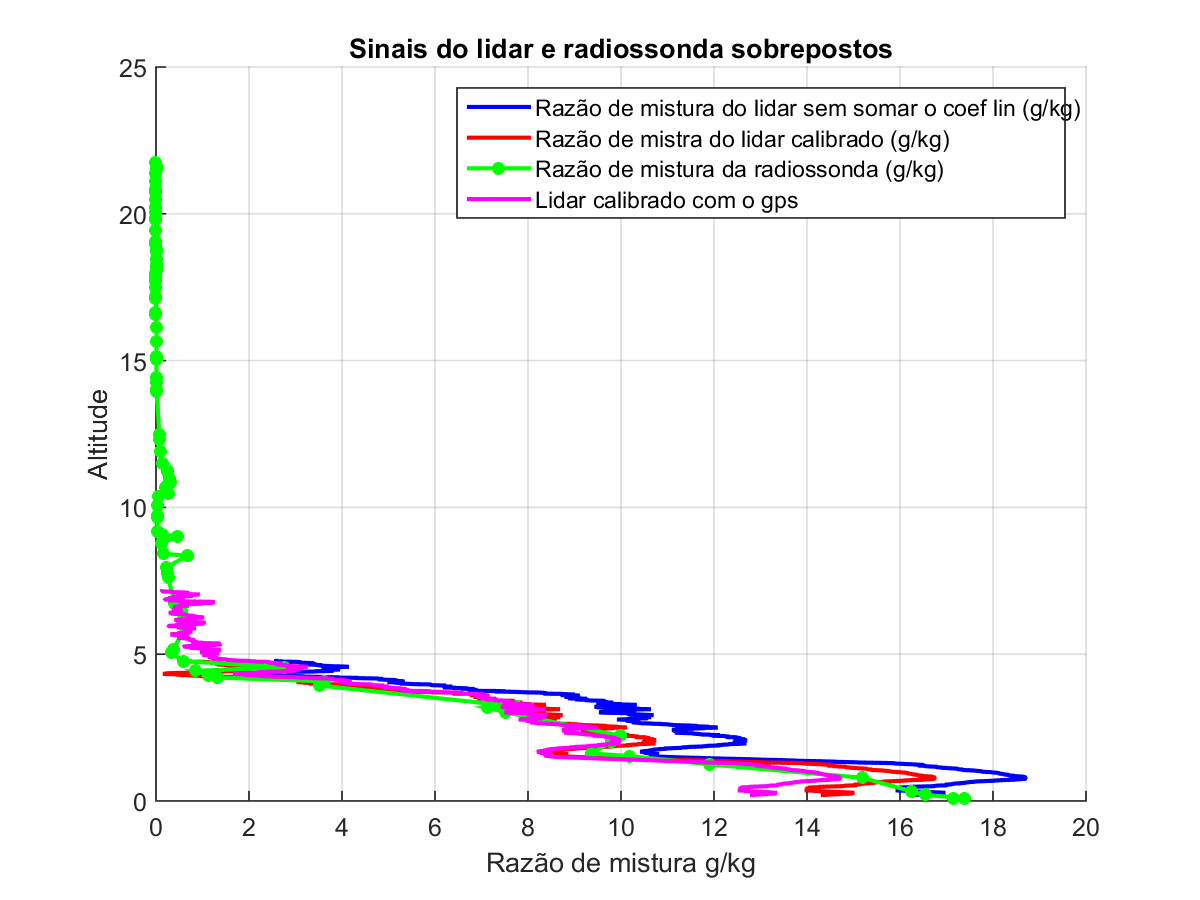 Sinais do lidar e radiossonda sobrepostos
25
20
15
10
5
0
Altitude
Razão de mistura do lidar sem somar o coef lin (g/kg)
Razão de mistra do lidar calibrado (g/kg)
Razão de mistura da radiossonda (g/kg)
Lidar calibrado com o gps
0 2 4 6 8 10 12 14 16 18 20
Razão de mistura g/kg